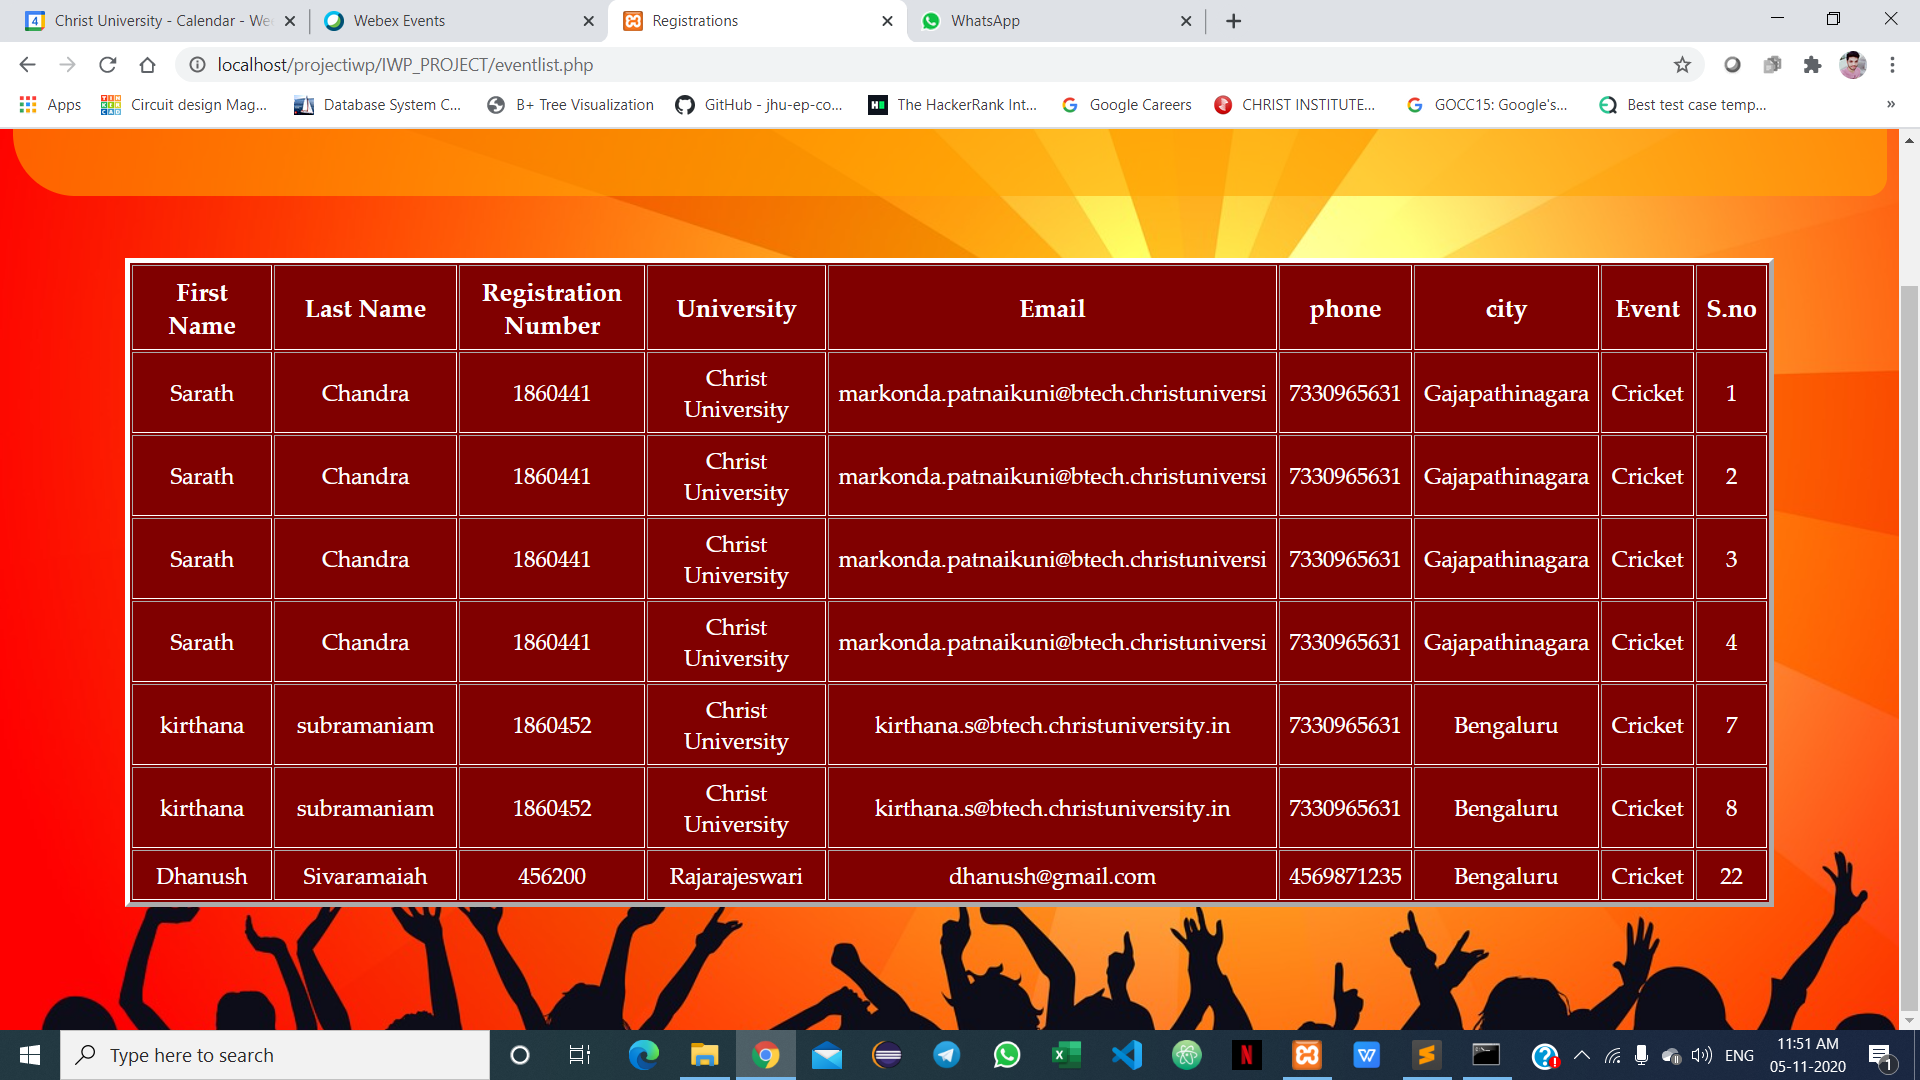 Christ University - Calendar - We
Webex Events
Registrations
WhatsApp
localhost/projectiwp/IWP_PROJECT/eventlist.php
Apps
Circuit design Mag...
Database System C...
B+ Tree Visualization
GitHub - jhu-ep-co...
The HackerRank Int...
Google Careers
CHRIST INSTITUTE...
GOCC15: Google's...
Best test case temp...
»
First Name Last Name Registration Number University Email phone city Event S.no
Sarath Chandra 1860441 Christ University markonda.patnaikuni@btech.christuniversi 7330965631 Gajapathinagara Cricket 1
Sarath Chandra 1860441 Christ University markonda.patnaikuni@btech.christuniversi 7330965631 Gajapathinagara Cricket 2
Sarath Chandra 1860441 Christ University markonda.patnaikuni@btech.christuniversi 7330965631 Gajapathinagara Cricket 3
Sarath Chandra 1860441 Christ University markonda.patnaikuni@btech.christuniversi 7330965631 Gajapathinagara Cricket 4
kirthana subramaniam 1860452 Christ University kirthana.s@btech.christuniversity.in 7330965631 Bengaluru Cricket 7
kirthana subramaniam 1860452 Christ University kirthana.s@btech.christuniversity.in 7330965631 Bengaluru Cricket 8
Dhanush Sivaramaiah 456200 Rajarajeswari dhanush@gmail.com 4569871235 Bengaluru Cricket 22
Type here to search
ENG
11:51 AM
05-11-2020
1